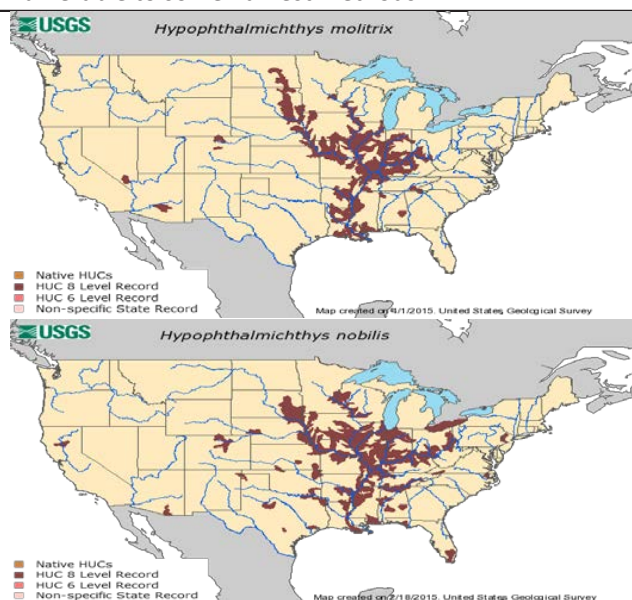 USGS
Hypophthalmichthys molitrix
Native HUCs
HUC 8 Level Record
HUC 6 Level Record
Non-specific State Record
Map created on 4/1/2015. United States Geological Survey
USGS
Hypophthalmichthys nobilis
Native HUCs
HUC 8 Level Record
HUC 6 Level Record
Non-specific State Record
Map created on 2/18/2015. United States Geological Survey